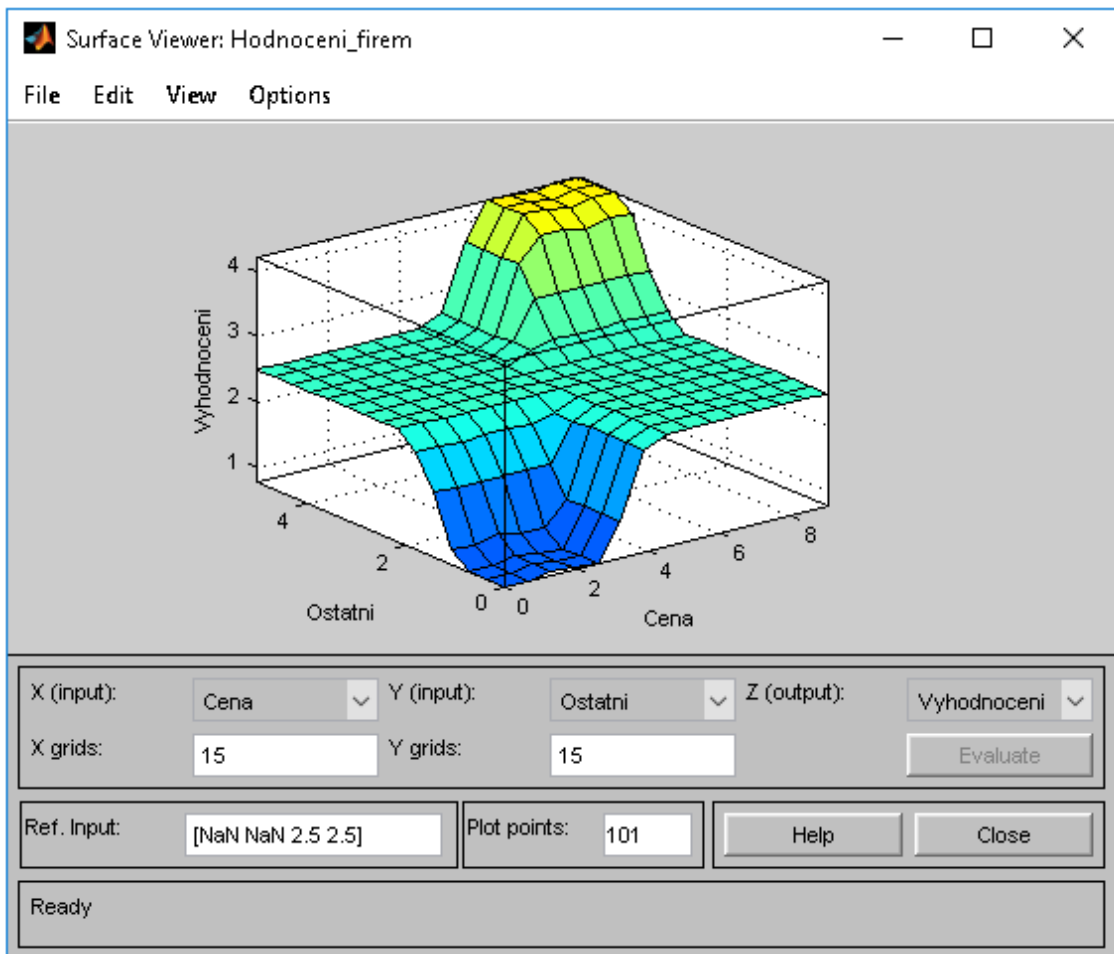 Surface Viewer: Hodnoceni_firem
File Edit View Options
4
3
2
1
Vyhodnoceni
4
2
0
Ostatni
0
2
4
6
8
Cena
X (input): Cena Y (input): Ostatni Z (output): Vyhodnoceni
X grids: 15 Y grids: 15 Evaluate
Ref. Input: [NaN NaN 2.5 2.5] Plot points: 101 Help Close
Ready